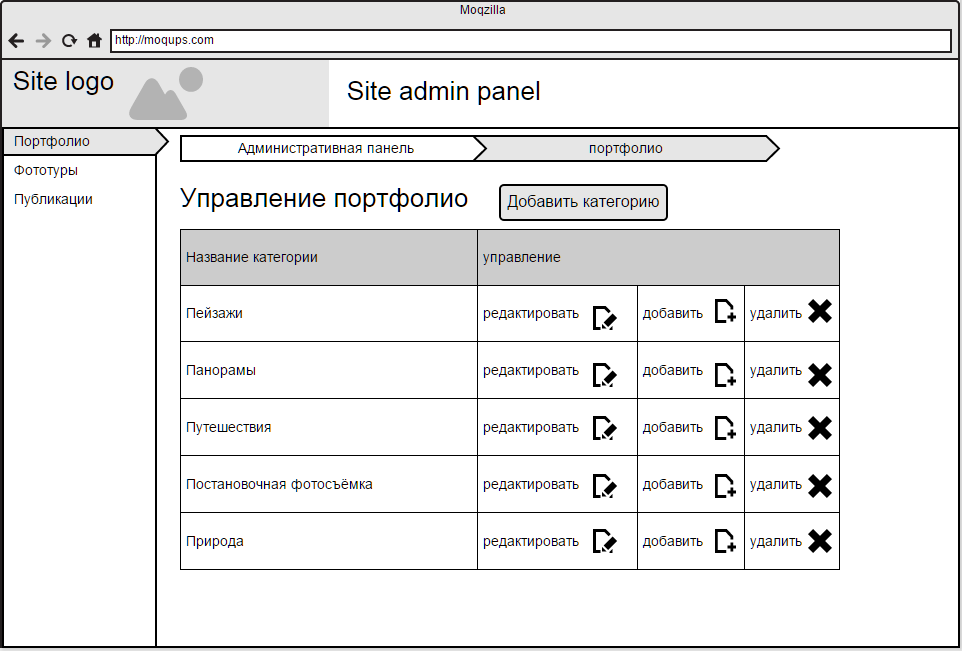 Moqzilla
http://moqups.com
Site logo
Site admin panel
Портфолио
Фототуры
Публикации
Административная панель
портфолио
Управление портфолио
Добавить категорию
Название категории управление
Пейзажи редактировать добавить удалить
Панорамы редактировать добавить удалить
Путешествия редактировать добавить удалить
Постановочная фотосъёмка редактировать добавить удалить
Природа редактировать добавить удалить